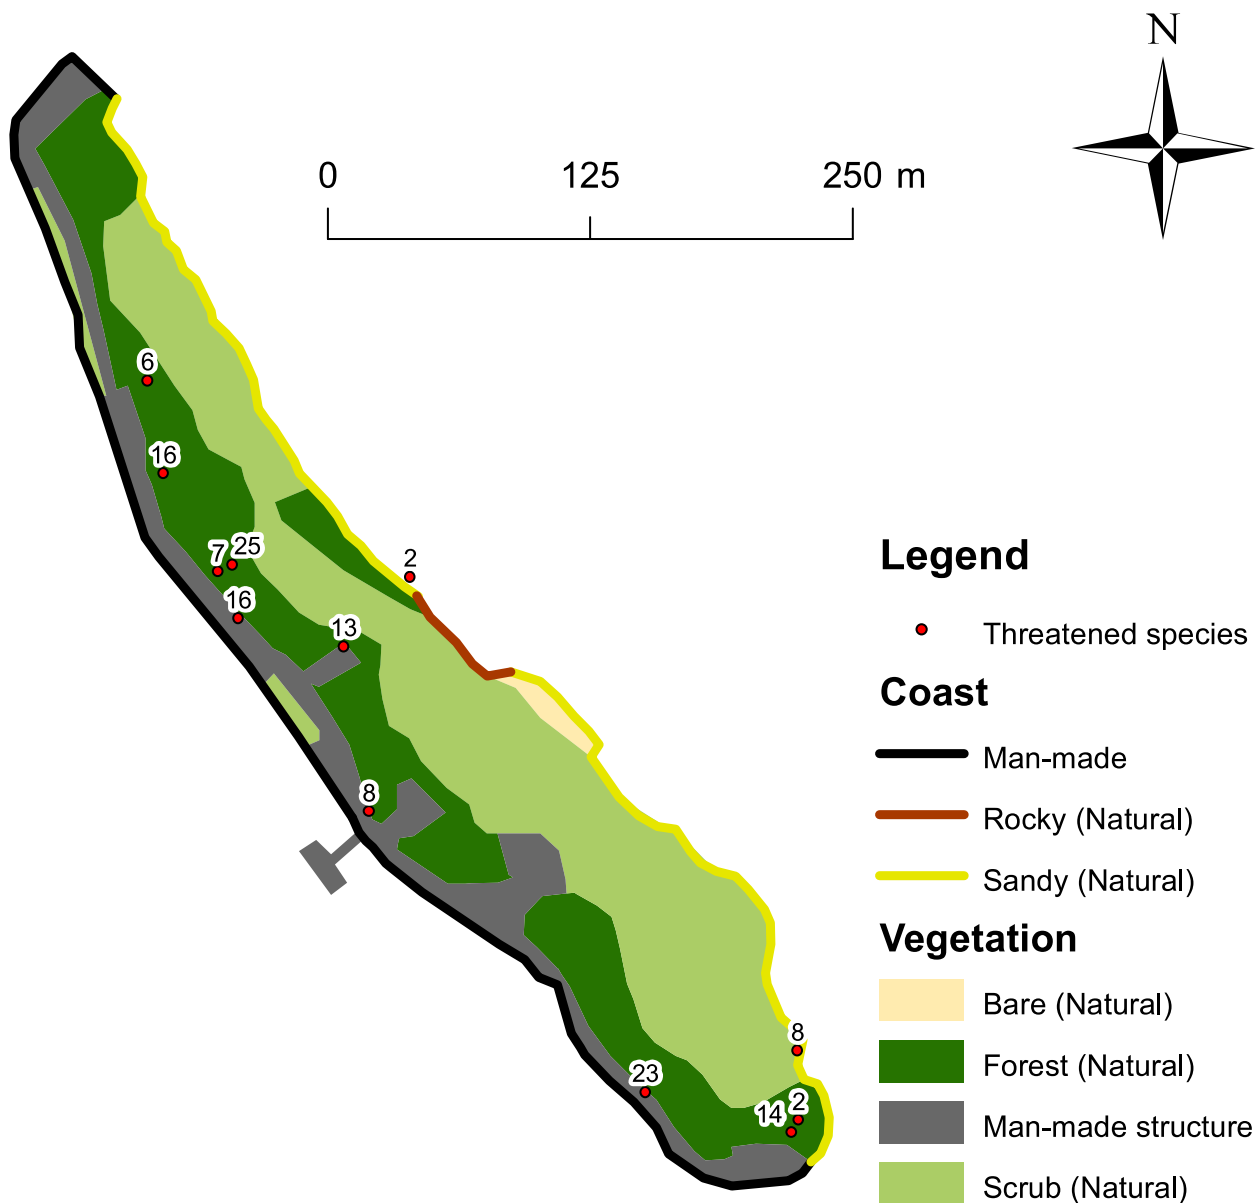 N
0 125 250 m
6
16
7 25
2
16
13
8
8
23
14 2
Legend
Threatened species
Coast
Man-made
Rocky (Natural)
Sandy (Natural)
Vegetation
Bare (Natural)
Forest (Natural)
Man-made structure
Scrub (Natural)